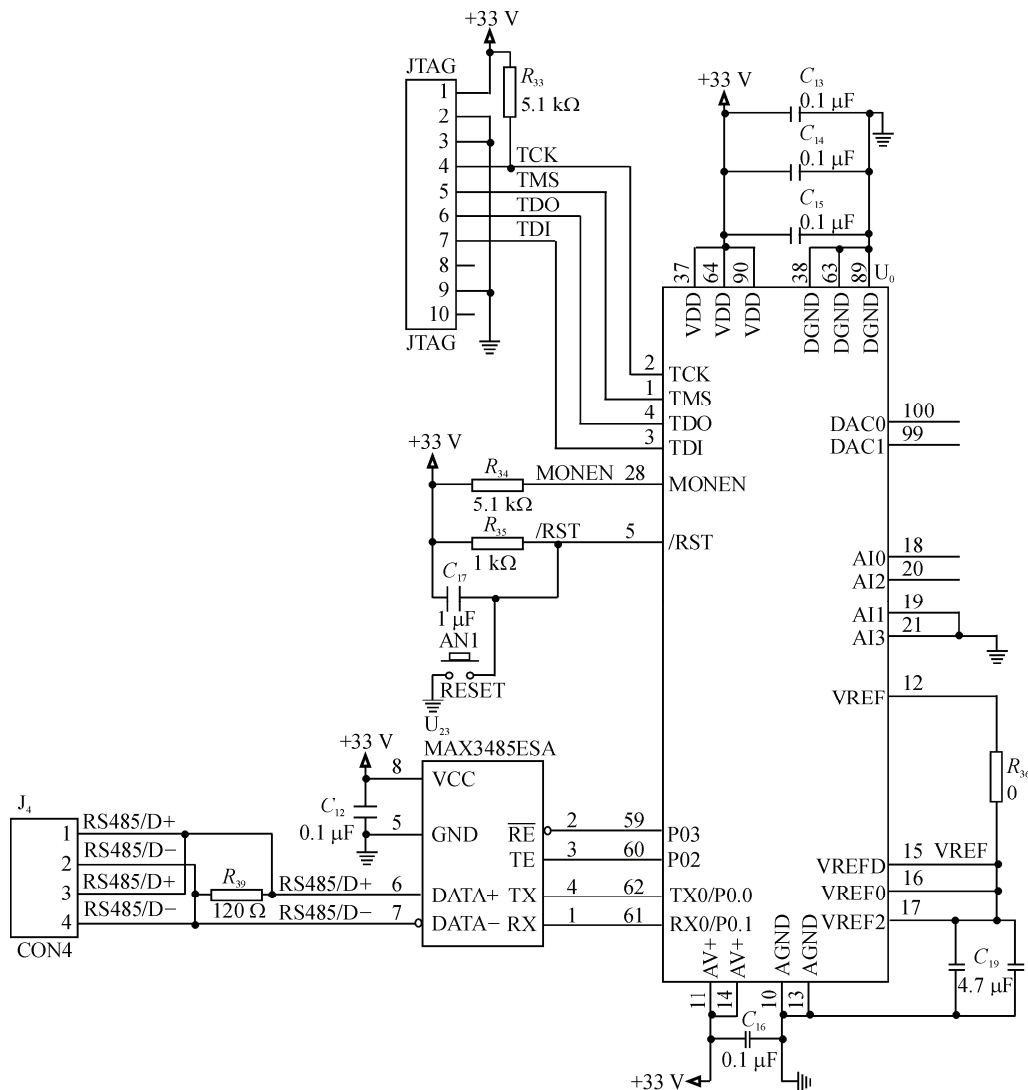 +33 V
JTAG
R33
5.1 kΩ
1
2
3
4
5
6
7
8
9
10
JTAG
TCK
TMS
TDO
TDI
+33 V
C13
0.1 μF
C14
0.1 μF
C15
0.1 μF
37
64
90
38
63
89
U0
VDD
VDD
VDD
DGND
DGND
DGND
2
TCK
1
TMS
4
TDO
3
TDI
DAC0
100
DAC1
99
+33 V
R34
MONEN
28
MONEN
5.1 kΩ
R35
/RST
5
/RST
1 kΩ
C17
1 μF
AN1
RESET
AI0
18
AI2
20
AI1
19
AI3
21
VREF
12
R36
0
U23
MAX3485ESA
+33 V
8
VCC
C12
0.1 μF
5
GND
RE
2
59
P03
TE
3
60
P02
6
DATA+
TX
4
62
TX0/P0.0
7
DATA−
RX
1
61
RX0/P0.1
J4
1
2
3
4
CON4
RS485/D+
RS485/D−
RS485/D+
RS485/D−
R39
120 Ω
RS485/D+
RS485/D−
VREFD
15
VREF
VREF0
16
VREF2
17
C19
4.7 μF
AV+
AV+
AGND
AGND
11
14
10
13
C16
0.1 μF
+33 V